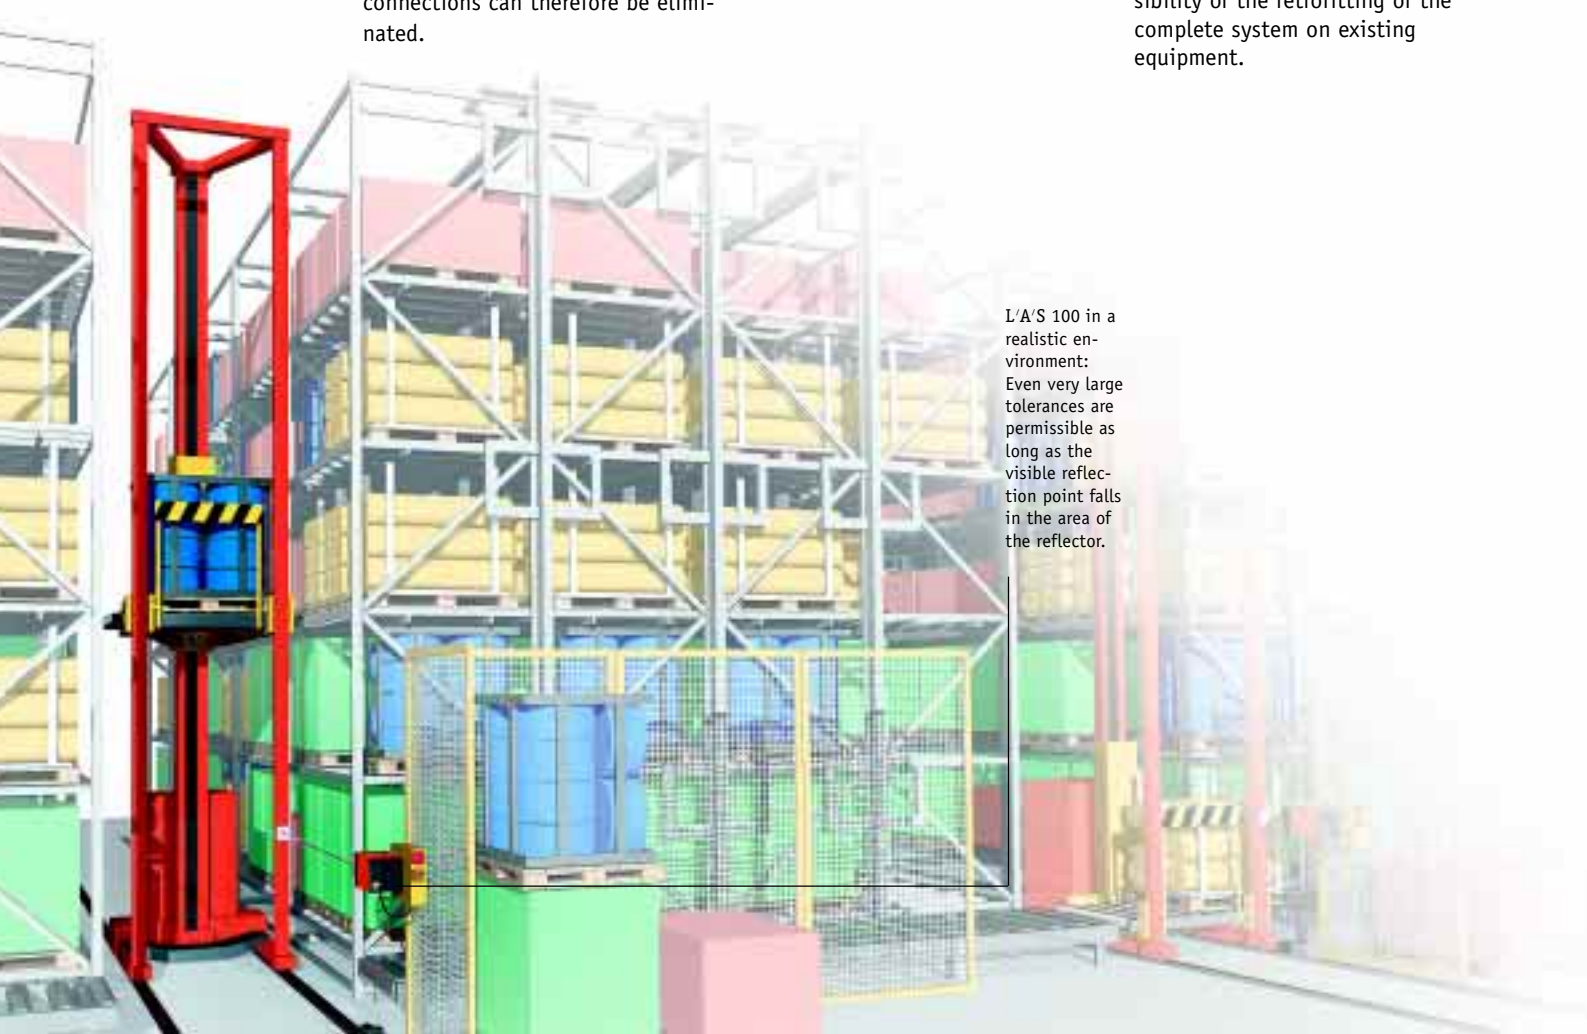 connections can therefore be elimi-
nated.
sibility of the retrofitting of the
complete system on existing
equipment.
L'A'S 100 in a
realistic en-
vironment:
Even very large
tolerances are
permissible as
long as the
visible reflec-
tion point falls
in the area of
the reflector.